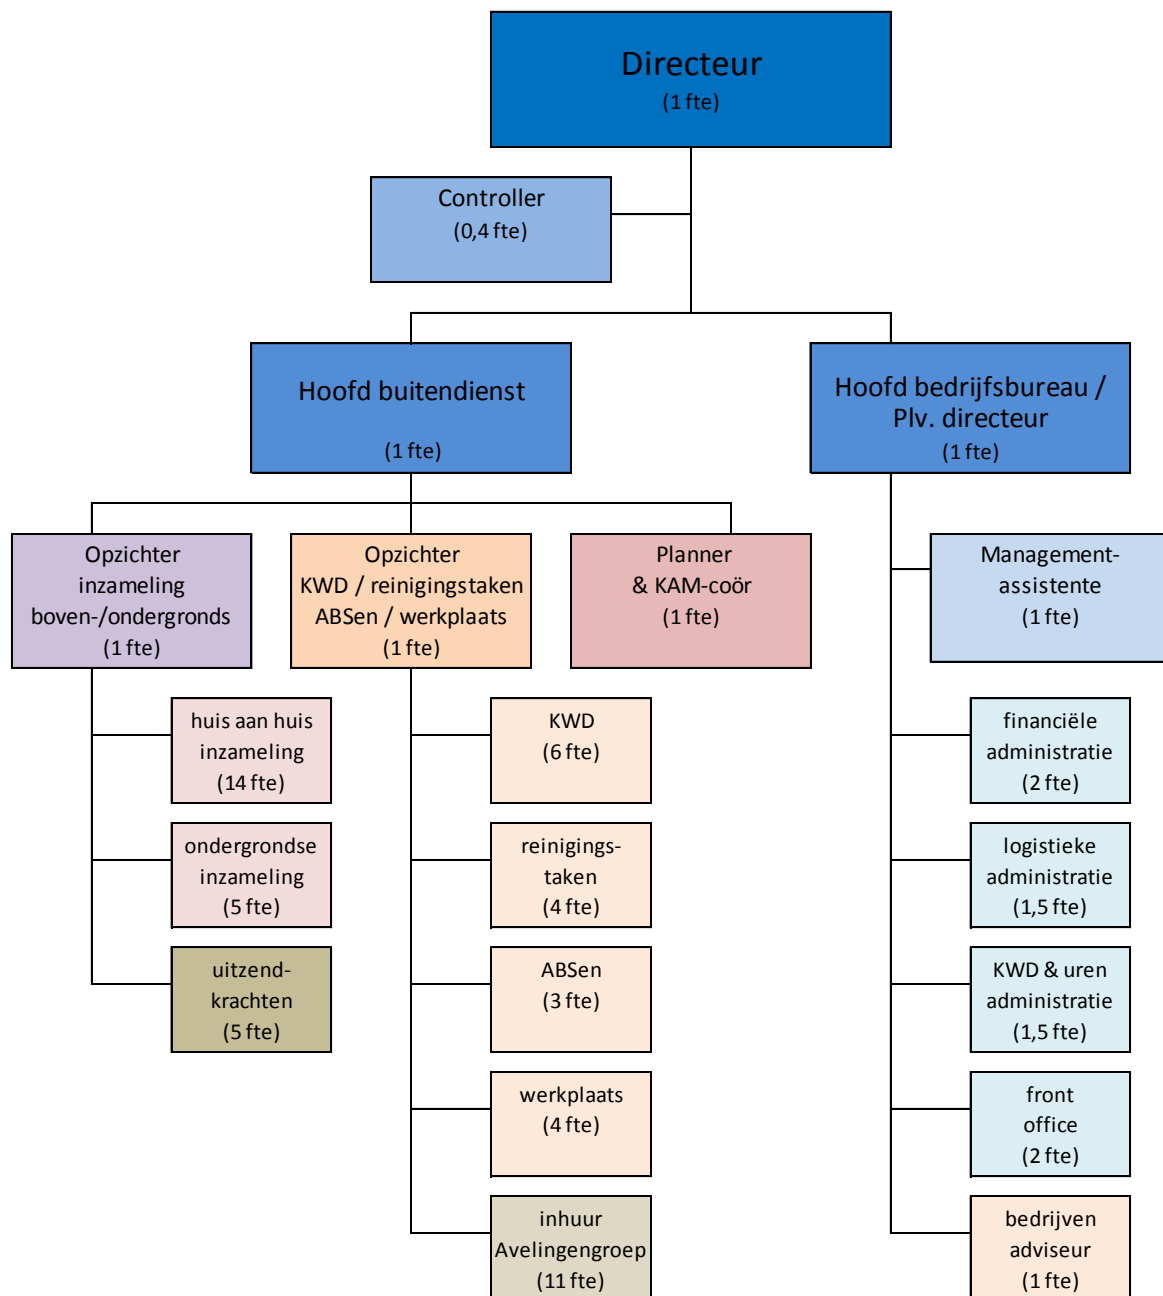 Directeur
(1 fte)
Controller
(0,4 fte)
Hoofd buitendienst
(1 fte)
Hoofd bedrijfsbureau /
Plv. directeur
(1 fte)
Opzichter
inzameling
boven-/ondergronds
(1 fte)
Opzichter
KWD / reinigingstaken
ABSen / werkplaats
(1 fte)
Planner
& KAM-coör
(1 fte)
Management-
assistente
(1 fte)
huis aan huis
inzameling
(14 fte)
ondergrondse
inzameling
(5 fte)
uitzend-
krachten
(5 fte)
KWD
(6 fte)
reinigings-
taken
(4 fte)
ABSen
(3 fte)
werkplaats
(4 fte)
inhuur
Avelingengroep
(11 fte)
financiële
administratie
(2 fte)
logistieke
administratie
(1,5 fte)
KWD & uren
administratie
(1,5 fte)
front
office
(2 fte)
bedrijven
adviseur
(1 fte)